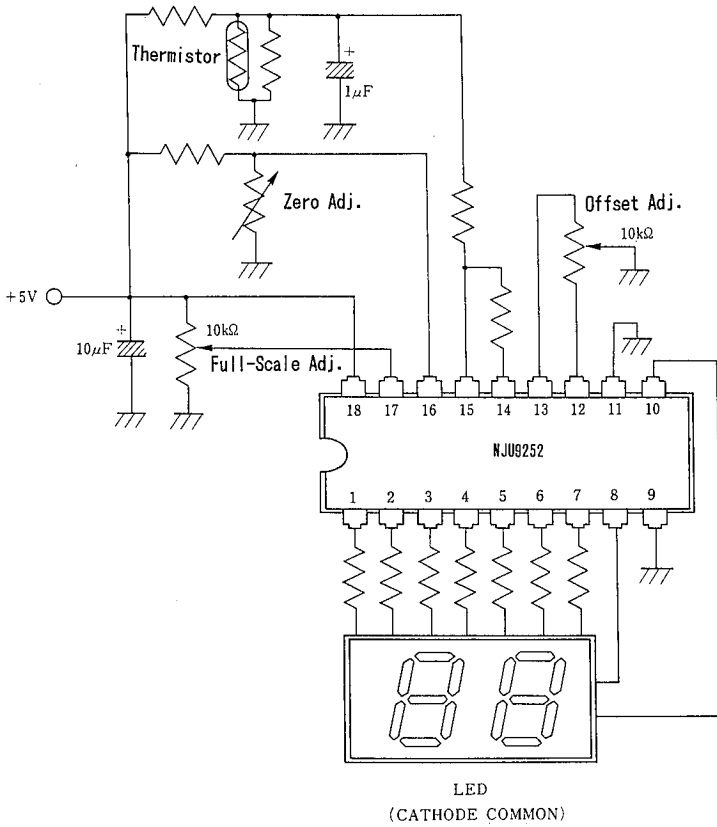 Thermistor
+
1μF
Zero Adj.
Offset Adj.
10kΩ
+5V
+
10μF
10kΩ
Full-Scale Adj.
18 17 16 15 14 13 12 11 10
NJU9252
1 2 3 4 5 6 7 8 9
LED
(CATHODE COMMON)